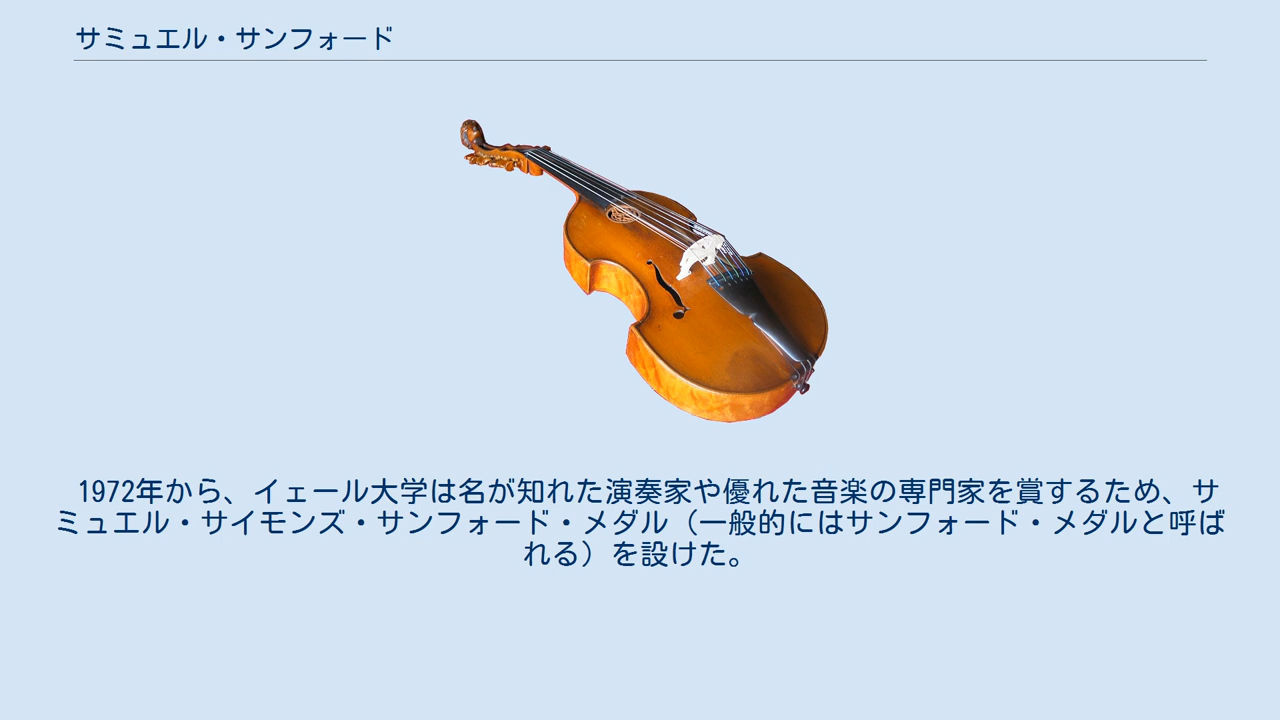 サミュエル・サンフォード
1972年から、イェール大学は名が知れた演奏家や優れた音楽の専門家を賞するため、サ
ミュエル・サイモンズ・サンフォード・メダル（一般的にはサンフォード・メダルと呼ば
れる）を設けた。